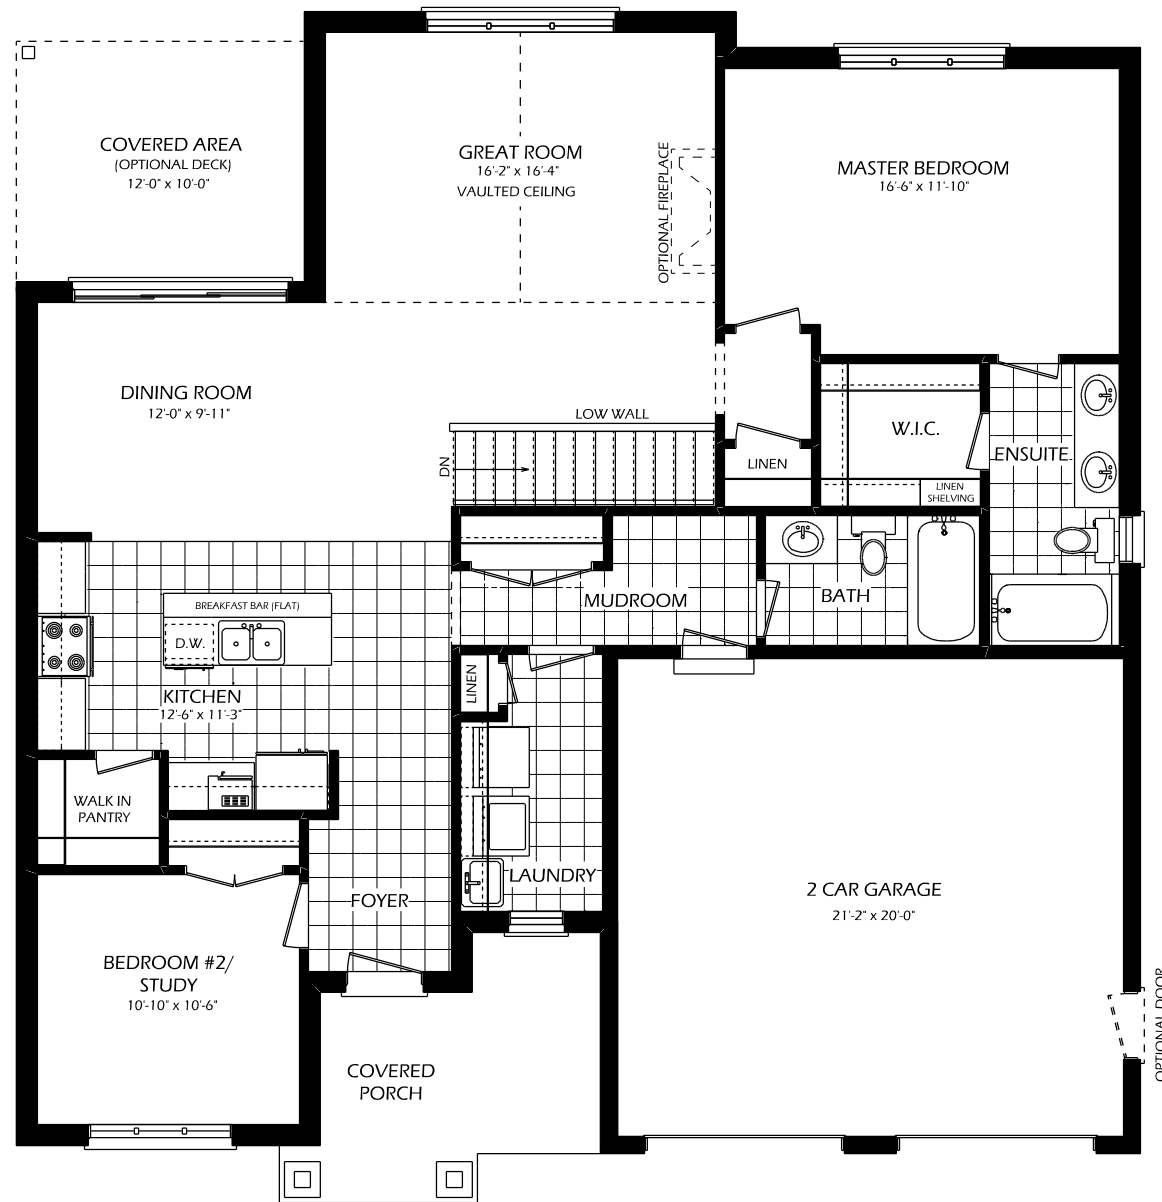 COVERED AREA
(OPTIONAL DECK)
12'-0" x 10'-0"
GREAT ROOM
16'-2" x 16'-4"
VAULTED CEILING
OPTIONAL FIREPLACE
MASTER BEDROOM
16'-6" x 11'-10"
DINING ROOM
12'-0" x 9'-11"
LOW WALL
DN
LINEN
W.I.C.
LINEN
SHELVING
ENSUITE
BREAKFAST BAR (FLAT)
D.W.
KITCHEN
12'-6" x 11'-3"
MUDROOM
BATH
LINEN
WALK IN
PANTRY
LAUNDRY
FOYER
2 CAR GARAGE
21'-2" x 20'-0"
BEDROOM #2/
STUDY
10'-10" x 10'-6"
COVERED
PORCH
OPTIONAL DOOR